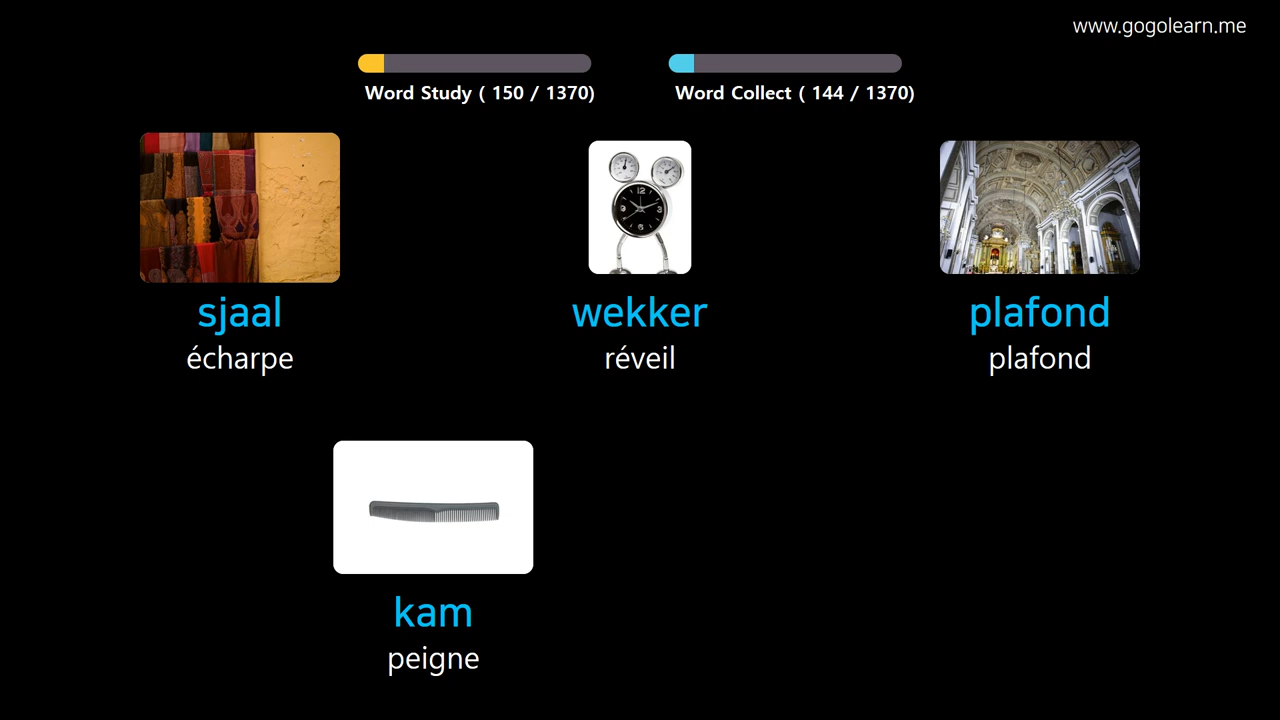 www.gogolearn.me
Word Study ( 150 / 1370)
Word Collect ( 144 / 1370)
sjaal
écharpe
wekker
réveil
plafond
plafond
kam
peigne